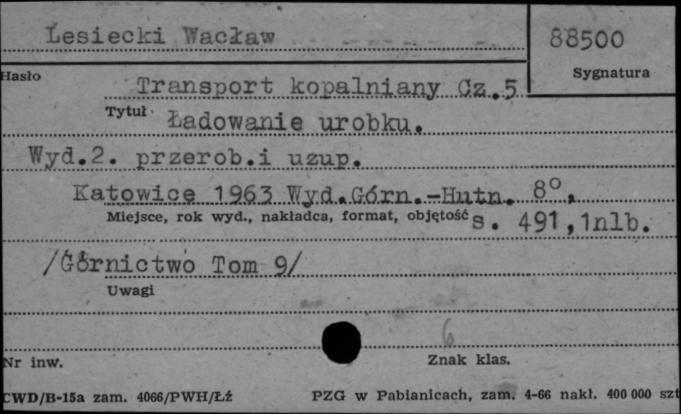 Lesiecki Wacław
88500
Hasło
Sygnatura
Transport kopalniany Cz.5
Tytuł Ładowanie urobku.
Wyd.2. przerob.i uzup.
Katowice 1963 Wyd.Górn.-Hutn. 8°,
Miejsce, rok wyd., nakładca, format, objętość s. 491,1nlb.
/Górnictwo Tom 9/
Uwagi
6
Nr inw.
Znak klas.
CWD/B-15a zam. 4066/PWH/Łź
PZG w Pabianicach, zam. 4-66 nakł. 400 000 szt